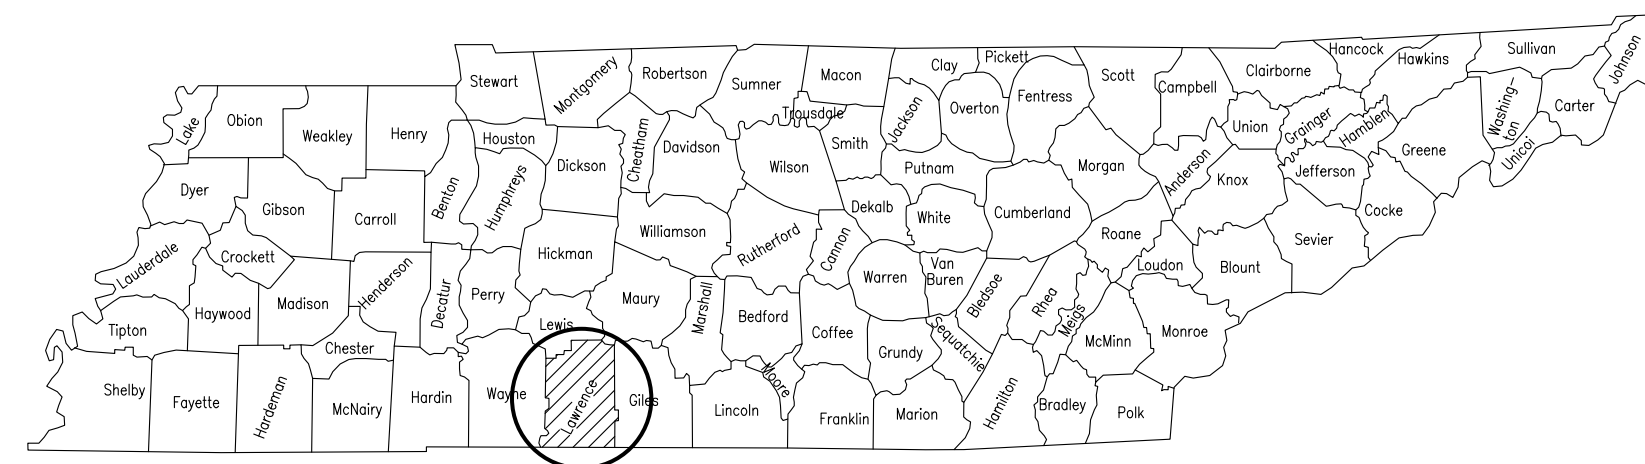 Hancock
Sullivan
Johnson
Pickett
Hawkins
Clay
Clairborne
Stewart
Montgomery
Robertson
Sumner
Macon
Scott
Campbell
Washing-
ton
Carter
Lake
Obion
Weakley
Henry
Houston
Dickson
Cheatham
Davidson
Trousdale
Wilson
Smith
Jackson
Overton
Fentress
Morgan
Anderson
Union
Grainger
Hamblen
Greene
Unicoi
Dyer
Gibson
Carroll
Benton
Humphreys
Putnam
Knox
Jefferson
Cocke
Lauderdale
Crockett
Henderson
Hickman
Williamson
Rutherford
Cannon
Dekalb
White
Cumberland
Roane
Loudon
Blount
Sevier
Tipton
Haywood
Madison
Decatur
Perry
Lewis
Maury
Marshall
Bedford
Coffee
Warren
Van
Buren
Bledsoe
Rhea
Meigs
McMinn
Monroe
Chester
Moore
Grundy
Sequatchie
Shelby
Fayette
Hardeman
McNairy
Hardin
Wayne
Lawrence
Giles
Lincoln
Franklin
Marion
Hamilton
Bradley
Polk